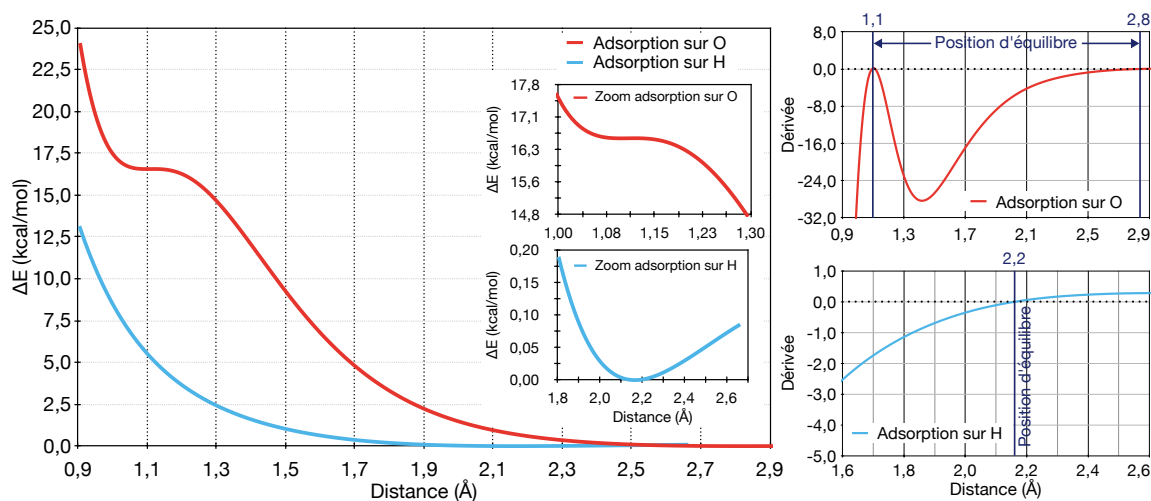 25,0
22,5
20,0
17,5
15,0
12,5
10,0
7,5
5,0
2,5
0,0
ΔE (kcal/mol)
0,9 1,1 1,3 1,5 1,7 1,9 2,1 2,3 2,5 2,7 2,9
Distance (Å)
Adsorption sur O
Adsorption sur H
17,8
17,1
16,3
15,6
14,8
ΔE (kcal/mol)
Zoom adsorption sur O
1,00 1,08 1,15 1,23 1,30
0,20
0,15
0,10
0,05
0,00
ΔE (kcal/mol)
Zoom adsorption sur H
1,8 2,0 2,2 2,4 2,6
Distance (Å)
1,1 2,8
Position d'équilibre
8,0
0,0
-8,0
-16,0
-24,0
-32,0
Dérivée
Adsorption sur O
0,9 1,3 1,7 2,1 2,5 2,9
2,2
1,0
0,0
-1,0
-2,0
-3,0
-4,0
-5,0
Dérivée
Position d'équilibre
Adsorption sur H
1,6 1,8 2,0 2,2 2,4 2,6
Distance (Å)